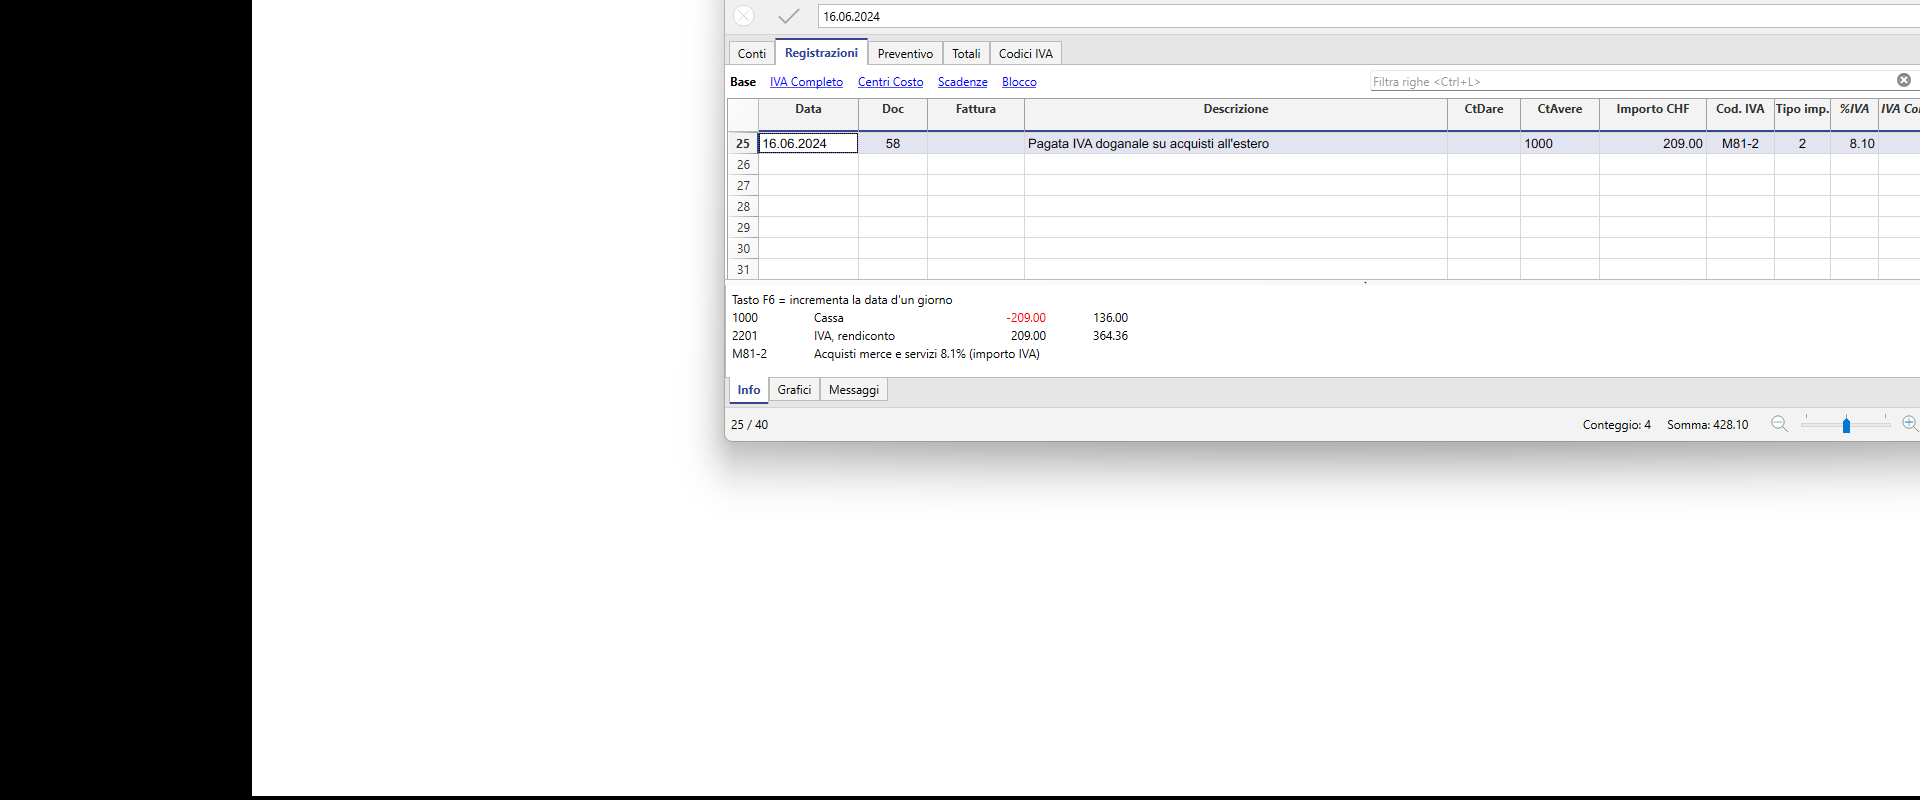 16.06.2024
Conti Registrazioni Preventivo Totali Codici IVA
Base IVA Completo Centri Costo Scadenze Blocco Filtra righe <Ctrl+L>
Data Doc Fattura Descrizione CtDare CtAvere Importo CHF Cod. IVA Tipo imp. %IVA IVA
25 16.06.2024 58 Pagata IVA doganale su acquisti all'estero 1000 209.00 M81-2 2 8.10
26
27
28
29
30
31
Tasto F6 = incrementa la data d'un giorno
1000 Cassa -209.00 136.00
2201 IVA, rendiconto 209.00 364.36
M81-2 Acquisti merce e servizi 8.1% (importo IVA)
Info Grafici Messaggi
25 / 40 Conteggio: 4 Somma: 428.10